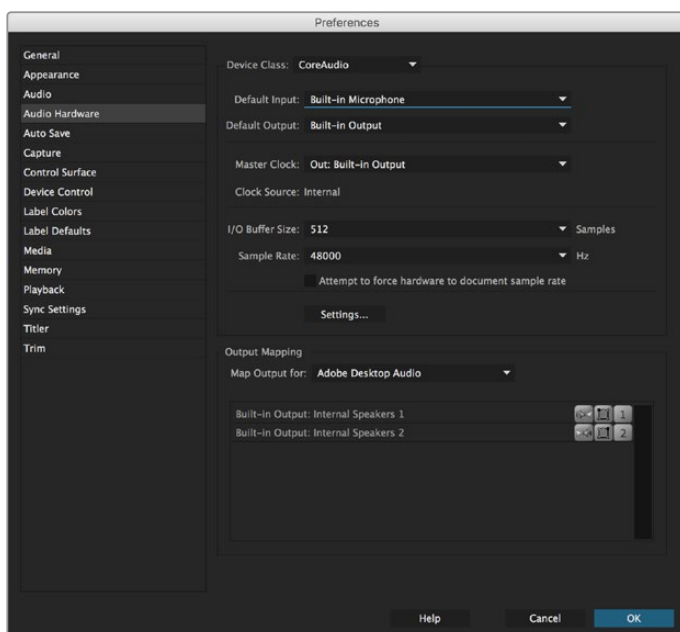 Preferences
General
Appearance
Audio
Audio Hardware
Auto Save
Capture
Control Surface
Device Control
Label Colors
Label Defaults
Media
Memory
Playback
Sync Settings
Titler
Trim
Device Class: CoreAudio
Default Input: Built-in Microphone
Default Output: Built-in Output
Master Clock: Out: Built-in Output
Clock Source: Internal
I/O Buffer Size: 512 Samples
Sample Rate: 48000 Hz
Attempt to force hardware to document sample rate
Settings...
Output Mapping
Map Output for: Adobe Desktop Audio
Built-in Output: Internal Speakers 1 1
Built-in Output: Internal Speakers 2 2
Help Cancel OK